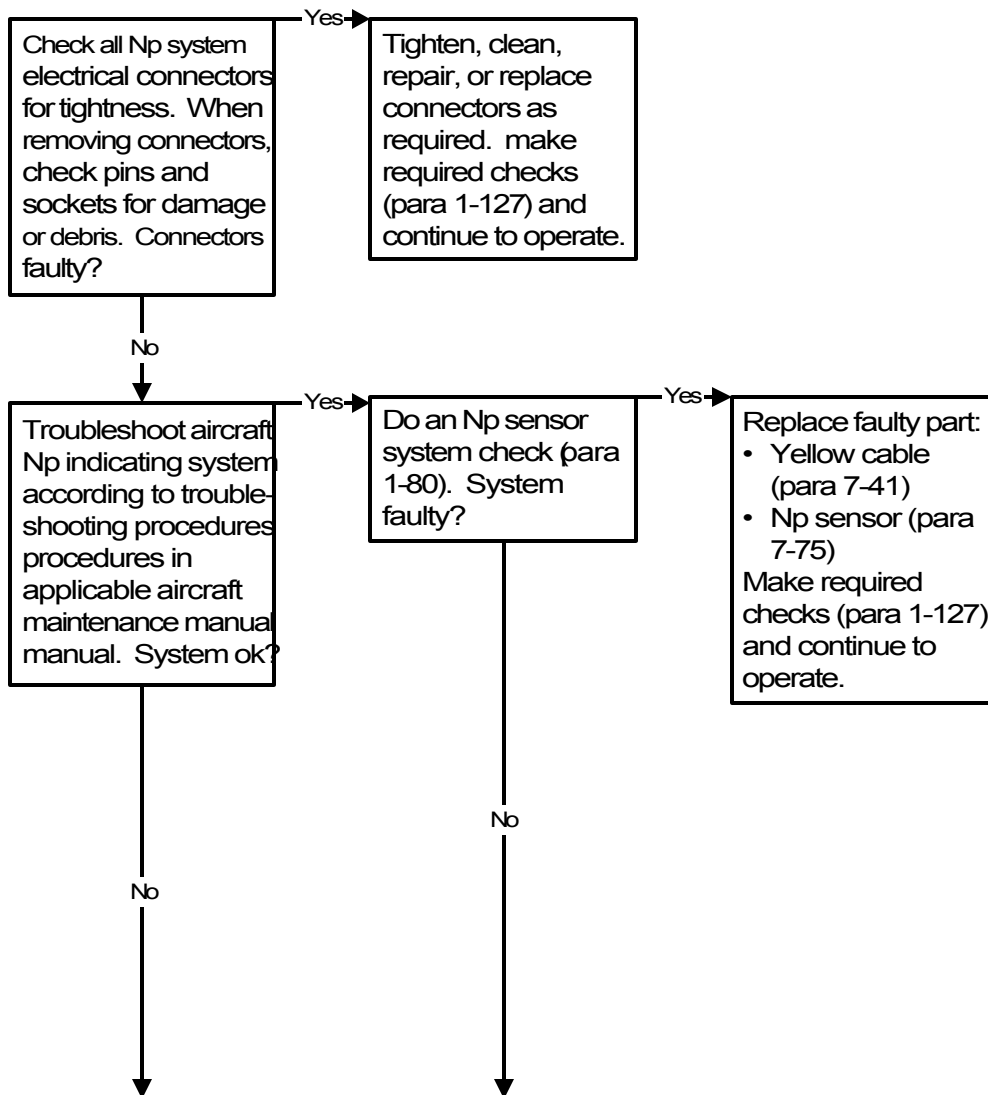 Yes
Check all Np system
electrical connectors
for tightness. When
removing connectors,
check pins and
sockets for damage
or debris. Connectors
faulty?
Tighten, clean,
repair, or replace
connectors as
required. make
required checks
(para 1-127) and
continue to operate.
No
Yes
Troubleshoot aircraft
Np indicating system
according to trouble-
shooting procedures
procedures in
applicable aircraft
maintenance manual
manual. System ok?
Do an Np sensor
system check (para
1-80). System
faulty?
Yes
Replace faulty part:
• Yellow cable
(para 7-41)
• Np sensor (para
7-75)
Make required
checks (para 1-127)
and continue to
operate.
No
No